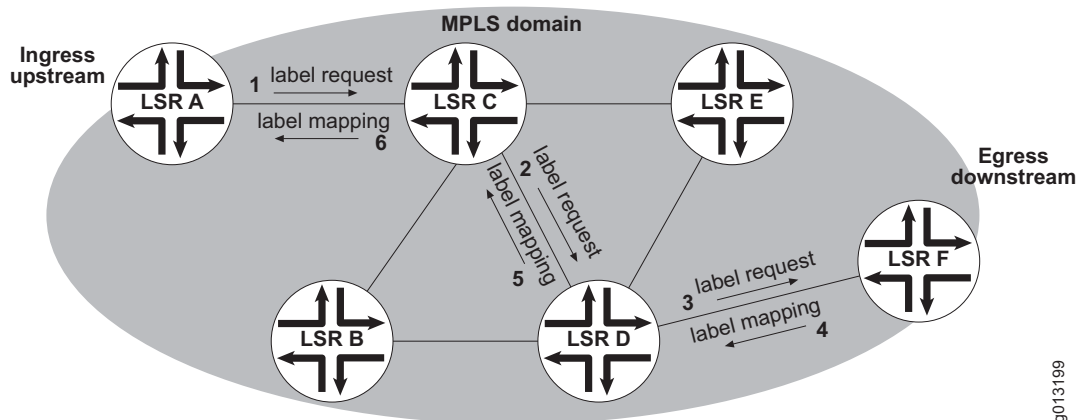 MPLS domain
Ingress
upstream
LSR A
1 label request
label mapping
6
LSR C
LSR E
2 label request
label mapping
5
Egress
downstream
LSR F
3 label request
label mapping 4
LSR B
LSR D
g013199